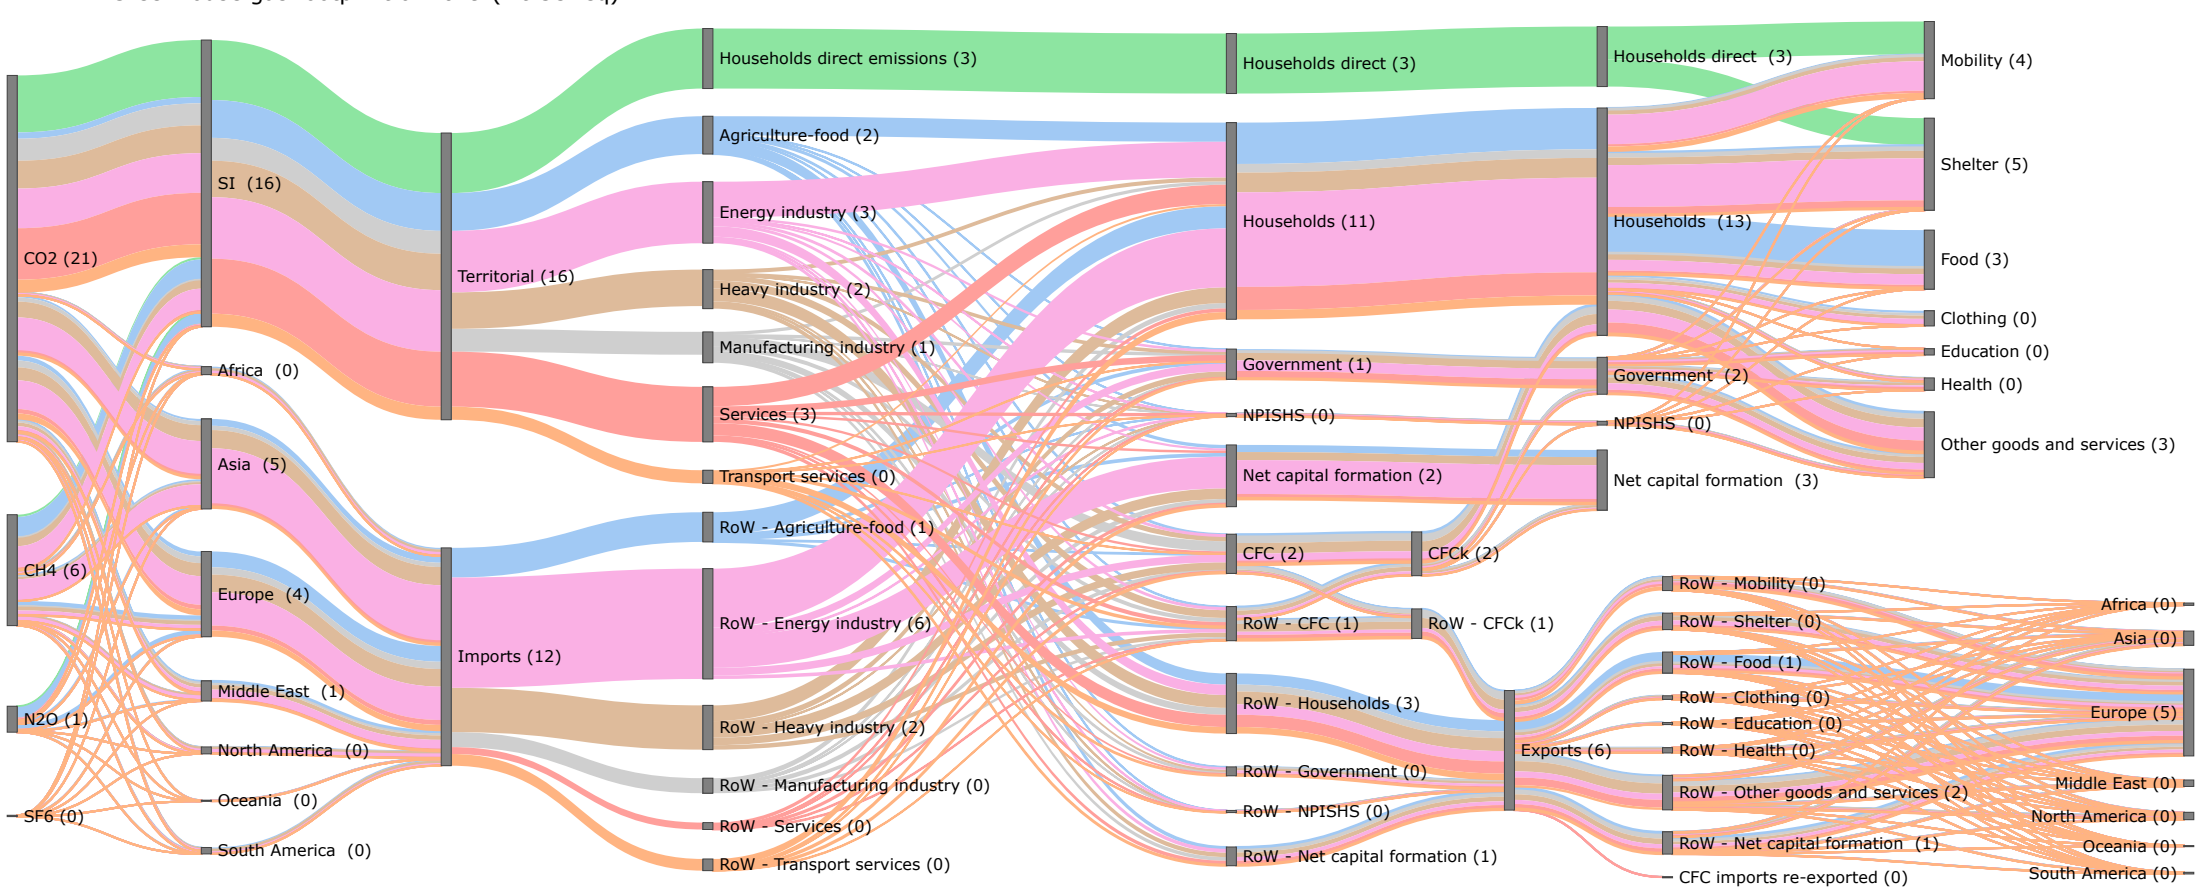 CO2 (21)
CH4 (6)
N2O (1)
SF6 (0)
SI (16)
Africa (0)
Asia (5)
Europe (4)
Middle East (1)
North America (0)
Oceania (0)
South America (0)
Territorial (16)
Imports (12)
Households direct emissions (3)
Agriculture-food (2)
Energy industry (3)
Heavy industry (2)
Manufacturing industry (1)
Services (3)
Transport services (0)
RoW - Agriculture-food (1)
RoW - Energy industry (6)
RoW - Heavy industry (2)
RoW - Manufacturing industry (0)
RoW - Services (0)
RoW - Transport services (0)
Households direct (3)
Households (11)
Government (1)
NPISHS (0)
Net capital formation (2)
CFC (2)
RoW - CFC (1)
RoW - Households (3)
RoW - Government (0)
RoW - NPISHS (0)
RoW - Net capital formation (1)
CFCk (2)
RoW - CFCk (1)
Exports (6)
Households direct (3)
Households (13)
Government (2)
NPISHS (0)
Net capital formation (3)
RoW - Mobility (0)
RoW - Shelter (0)
RoW - Food (1)
RoW - Clothing (0)
RoW - Education (0)
RoW - Health (0)
RoW - Other goods and services (2)
RoW - Net capital formation (1)
CFC imports re-exported (0)
Mobility (4)
Shelter (5)
Food (3)
Clothing (0)
Education (0)
Health (0)
Other goods and services (3)
Africa (0)
Asia (0)
Europe (5)
Middle East (0)
North America (0)
Oceania (0)
South America (0)